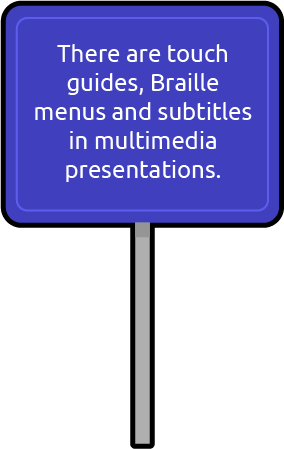 There are touch
guides, Braille
menus and subtitles
in multimedia
presentations.